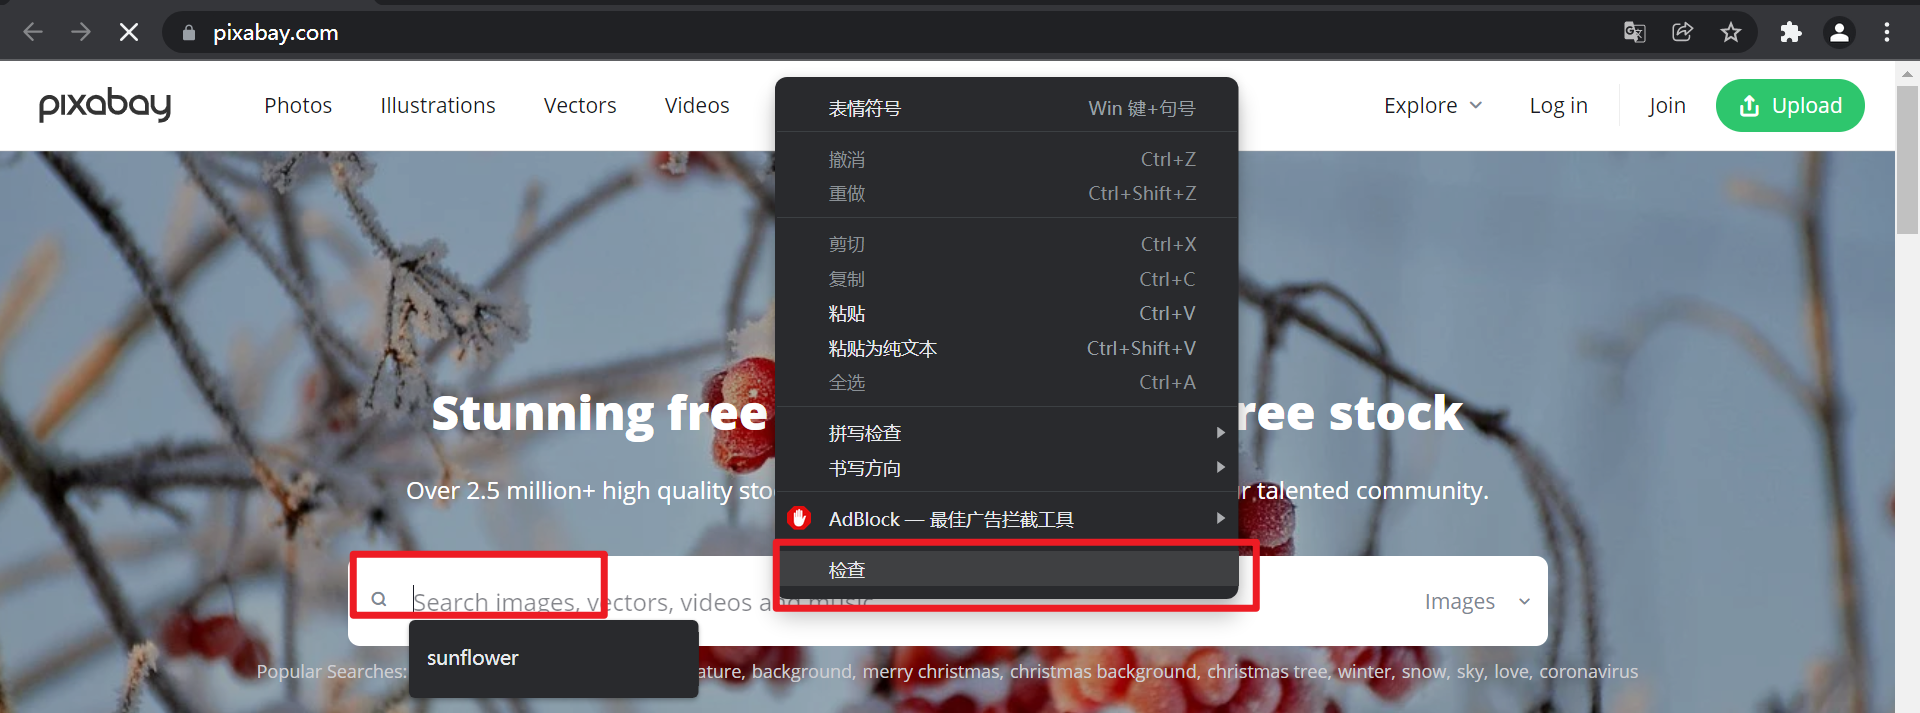 pixabay.com
pixabay Photos Illustrations Vectors Videos Explore Log in Join Upload
表情符号 Win 键+句号
撤消 Ctrl+Z
重做 Ctrl+Shift+Z
剪切 Ctrl+X
复制 Ctrl+C
粘贴 Ctrl+V
粘贴为纯文本 Ctrl+Shift+V
全选 Ctrl+A
拼写检查
书写方向
AdBlock — 最佳广告拦截工具
检查
Stunning free ree stock
Over 2.5 million+ high quality sto r talented community.
Search images, vectors, videos and music Images
sunflower
Popular Searches: ature, background, merry christmas, christmas background, christmas tree, winter, snow, sky, love, coronavirus